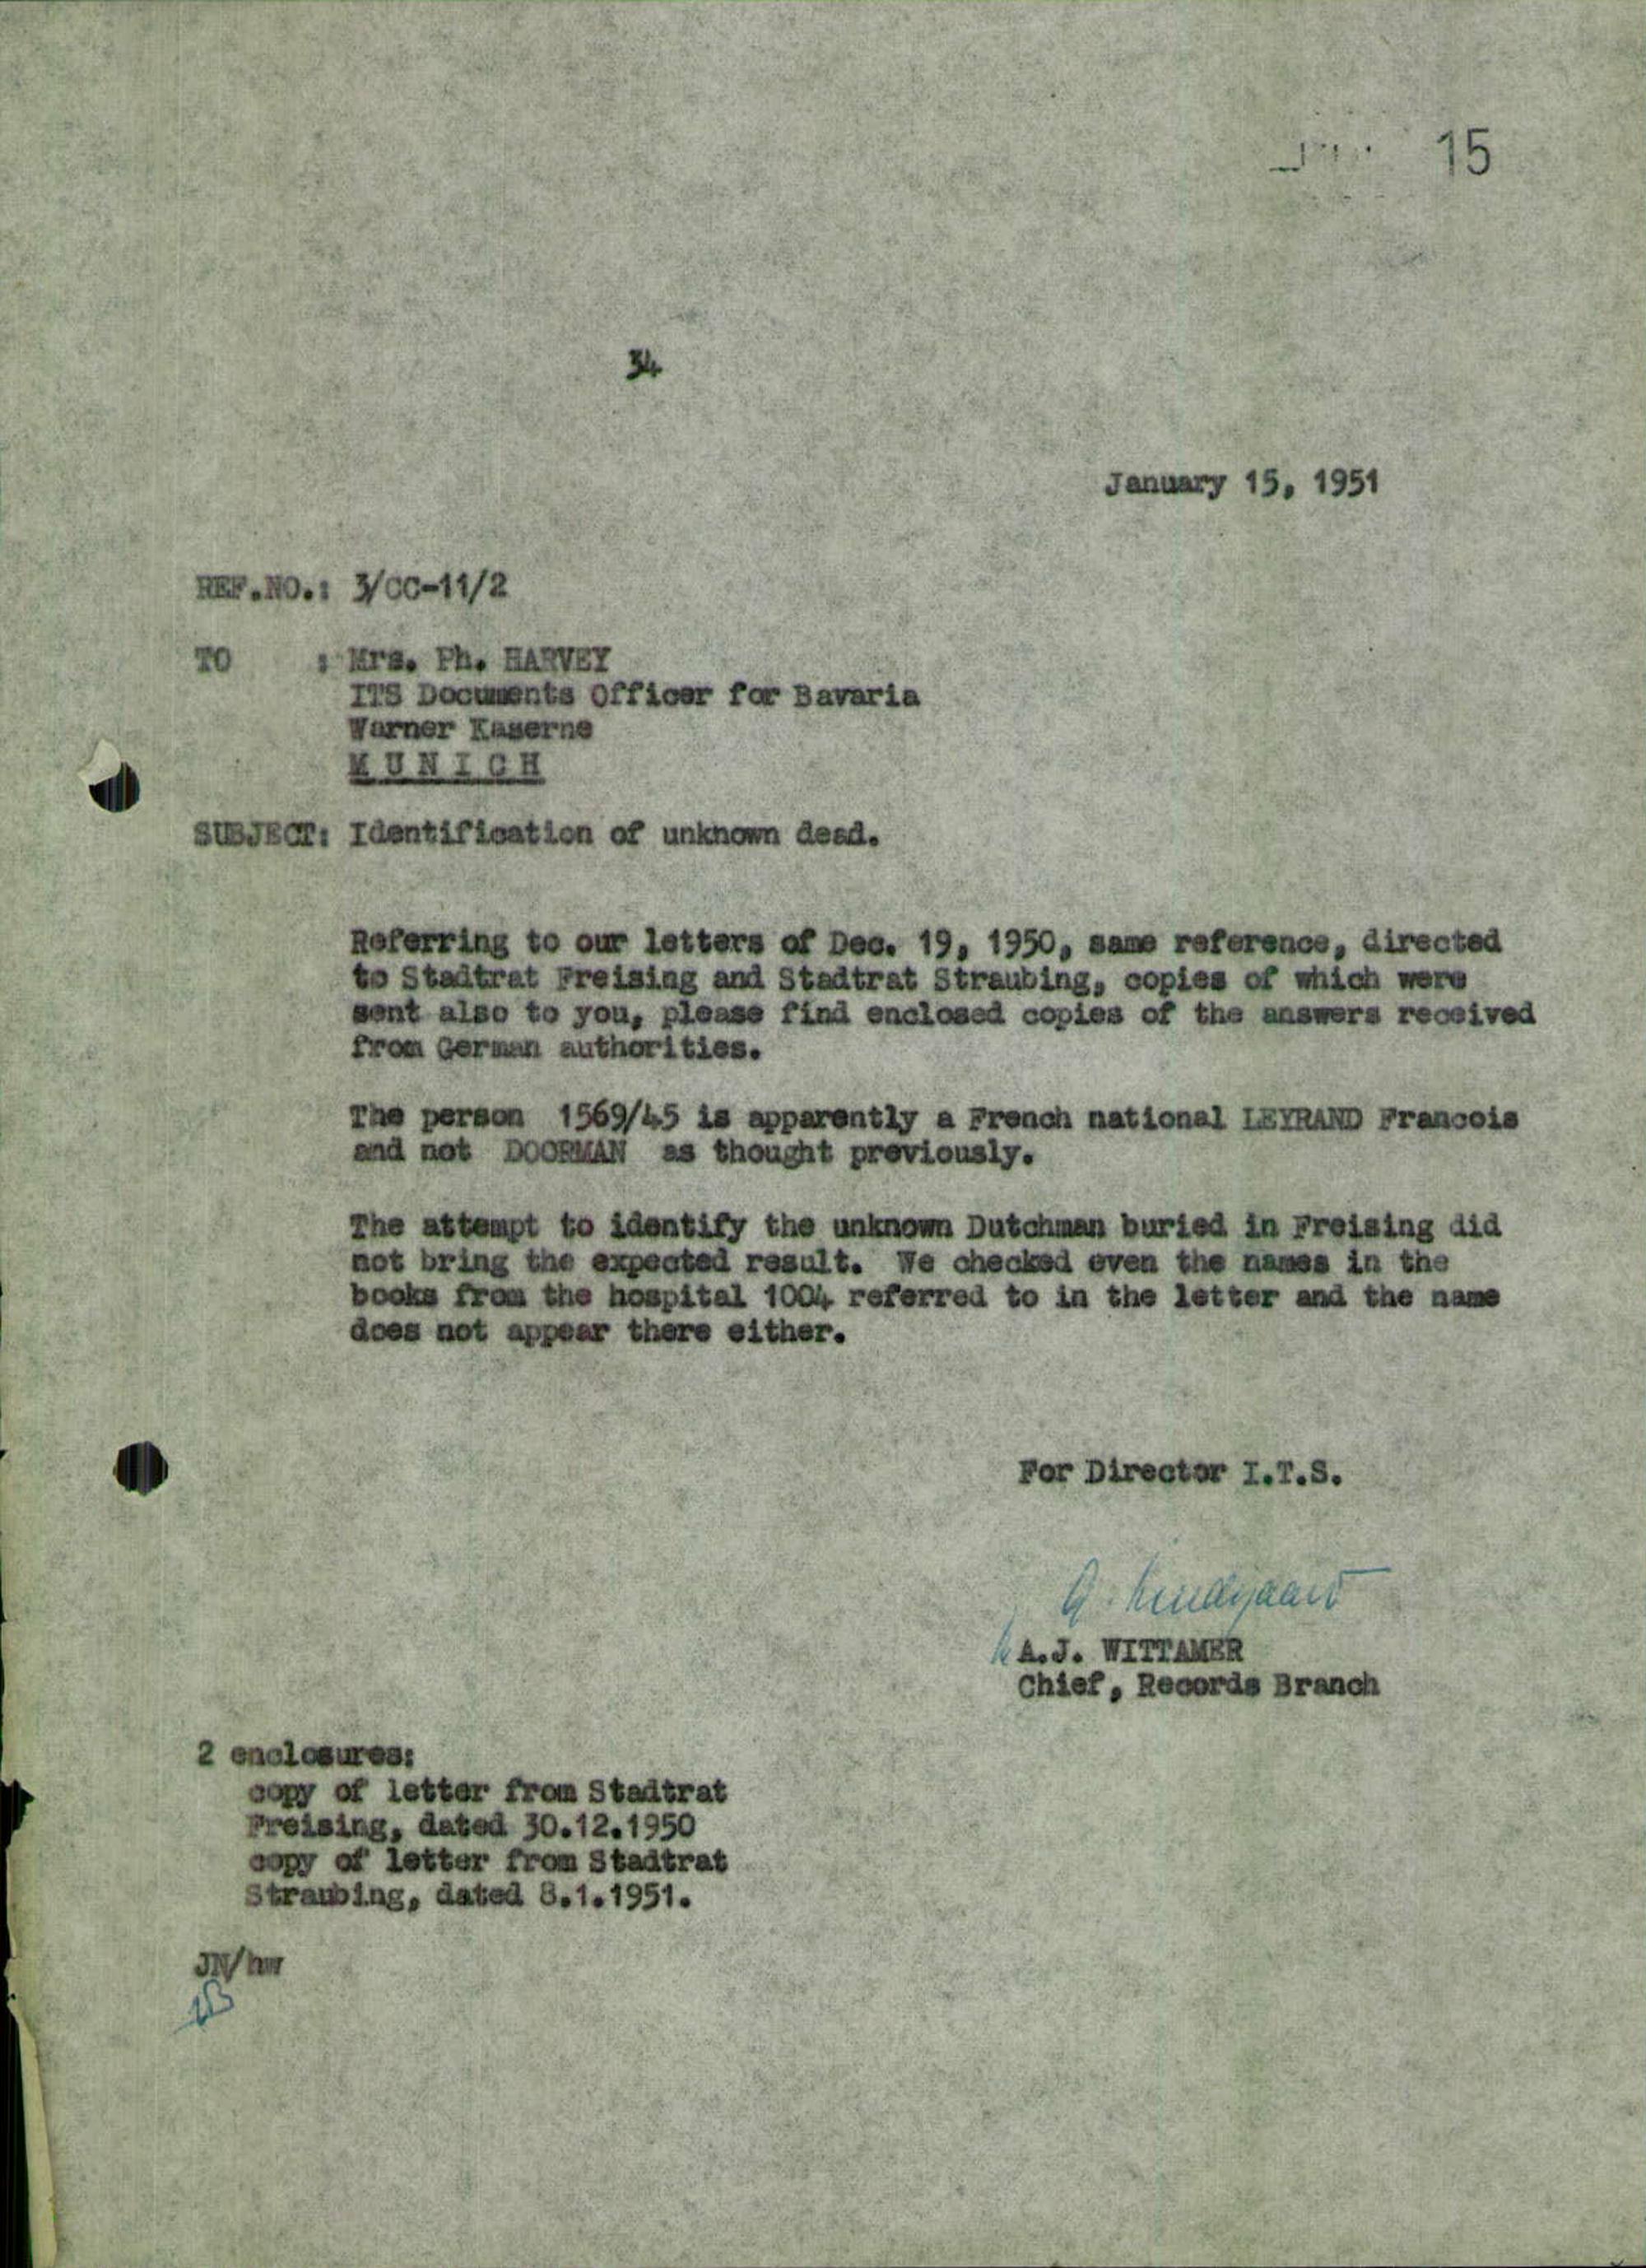 15
34
January 15, 1951
REF.NO.: 3/CC-11/2
TO : Mrs. Ph. HARVEY
ITS Documents Officer for Bavaria
Warner Kaserne
M U N I C H
SUBJECT: Identification of unknown dead.
Referring to our letters of Dec. 19, 1950, same reference, directed
to Stadtrat Freising and Stadtrat Straubing, copies of which were
sent also to you, please find enclosed copies of the answers received
from German authorities.
The person 1569/45 is apparently a French national LEYRAND Francois
and not DOORMAN as thought previously.
The attempt to identify the unknown Dutchman buried in Freising did
not bring the expected result. We checked even the names in the
books from the hospital 1004 referred to in the letter and the name
does not appear there either.
For Director I.T.S.
A.J. WITTAMER
Chief, Records Branch
2 enclosures:
copy of letter from Stadtrat
Freising, dated 30.12.1950
copy of letter from Stadtrat
Straubing, dated 8.1.1951.
JN/hw